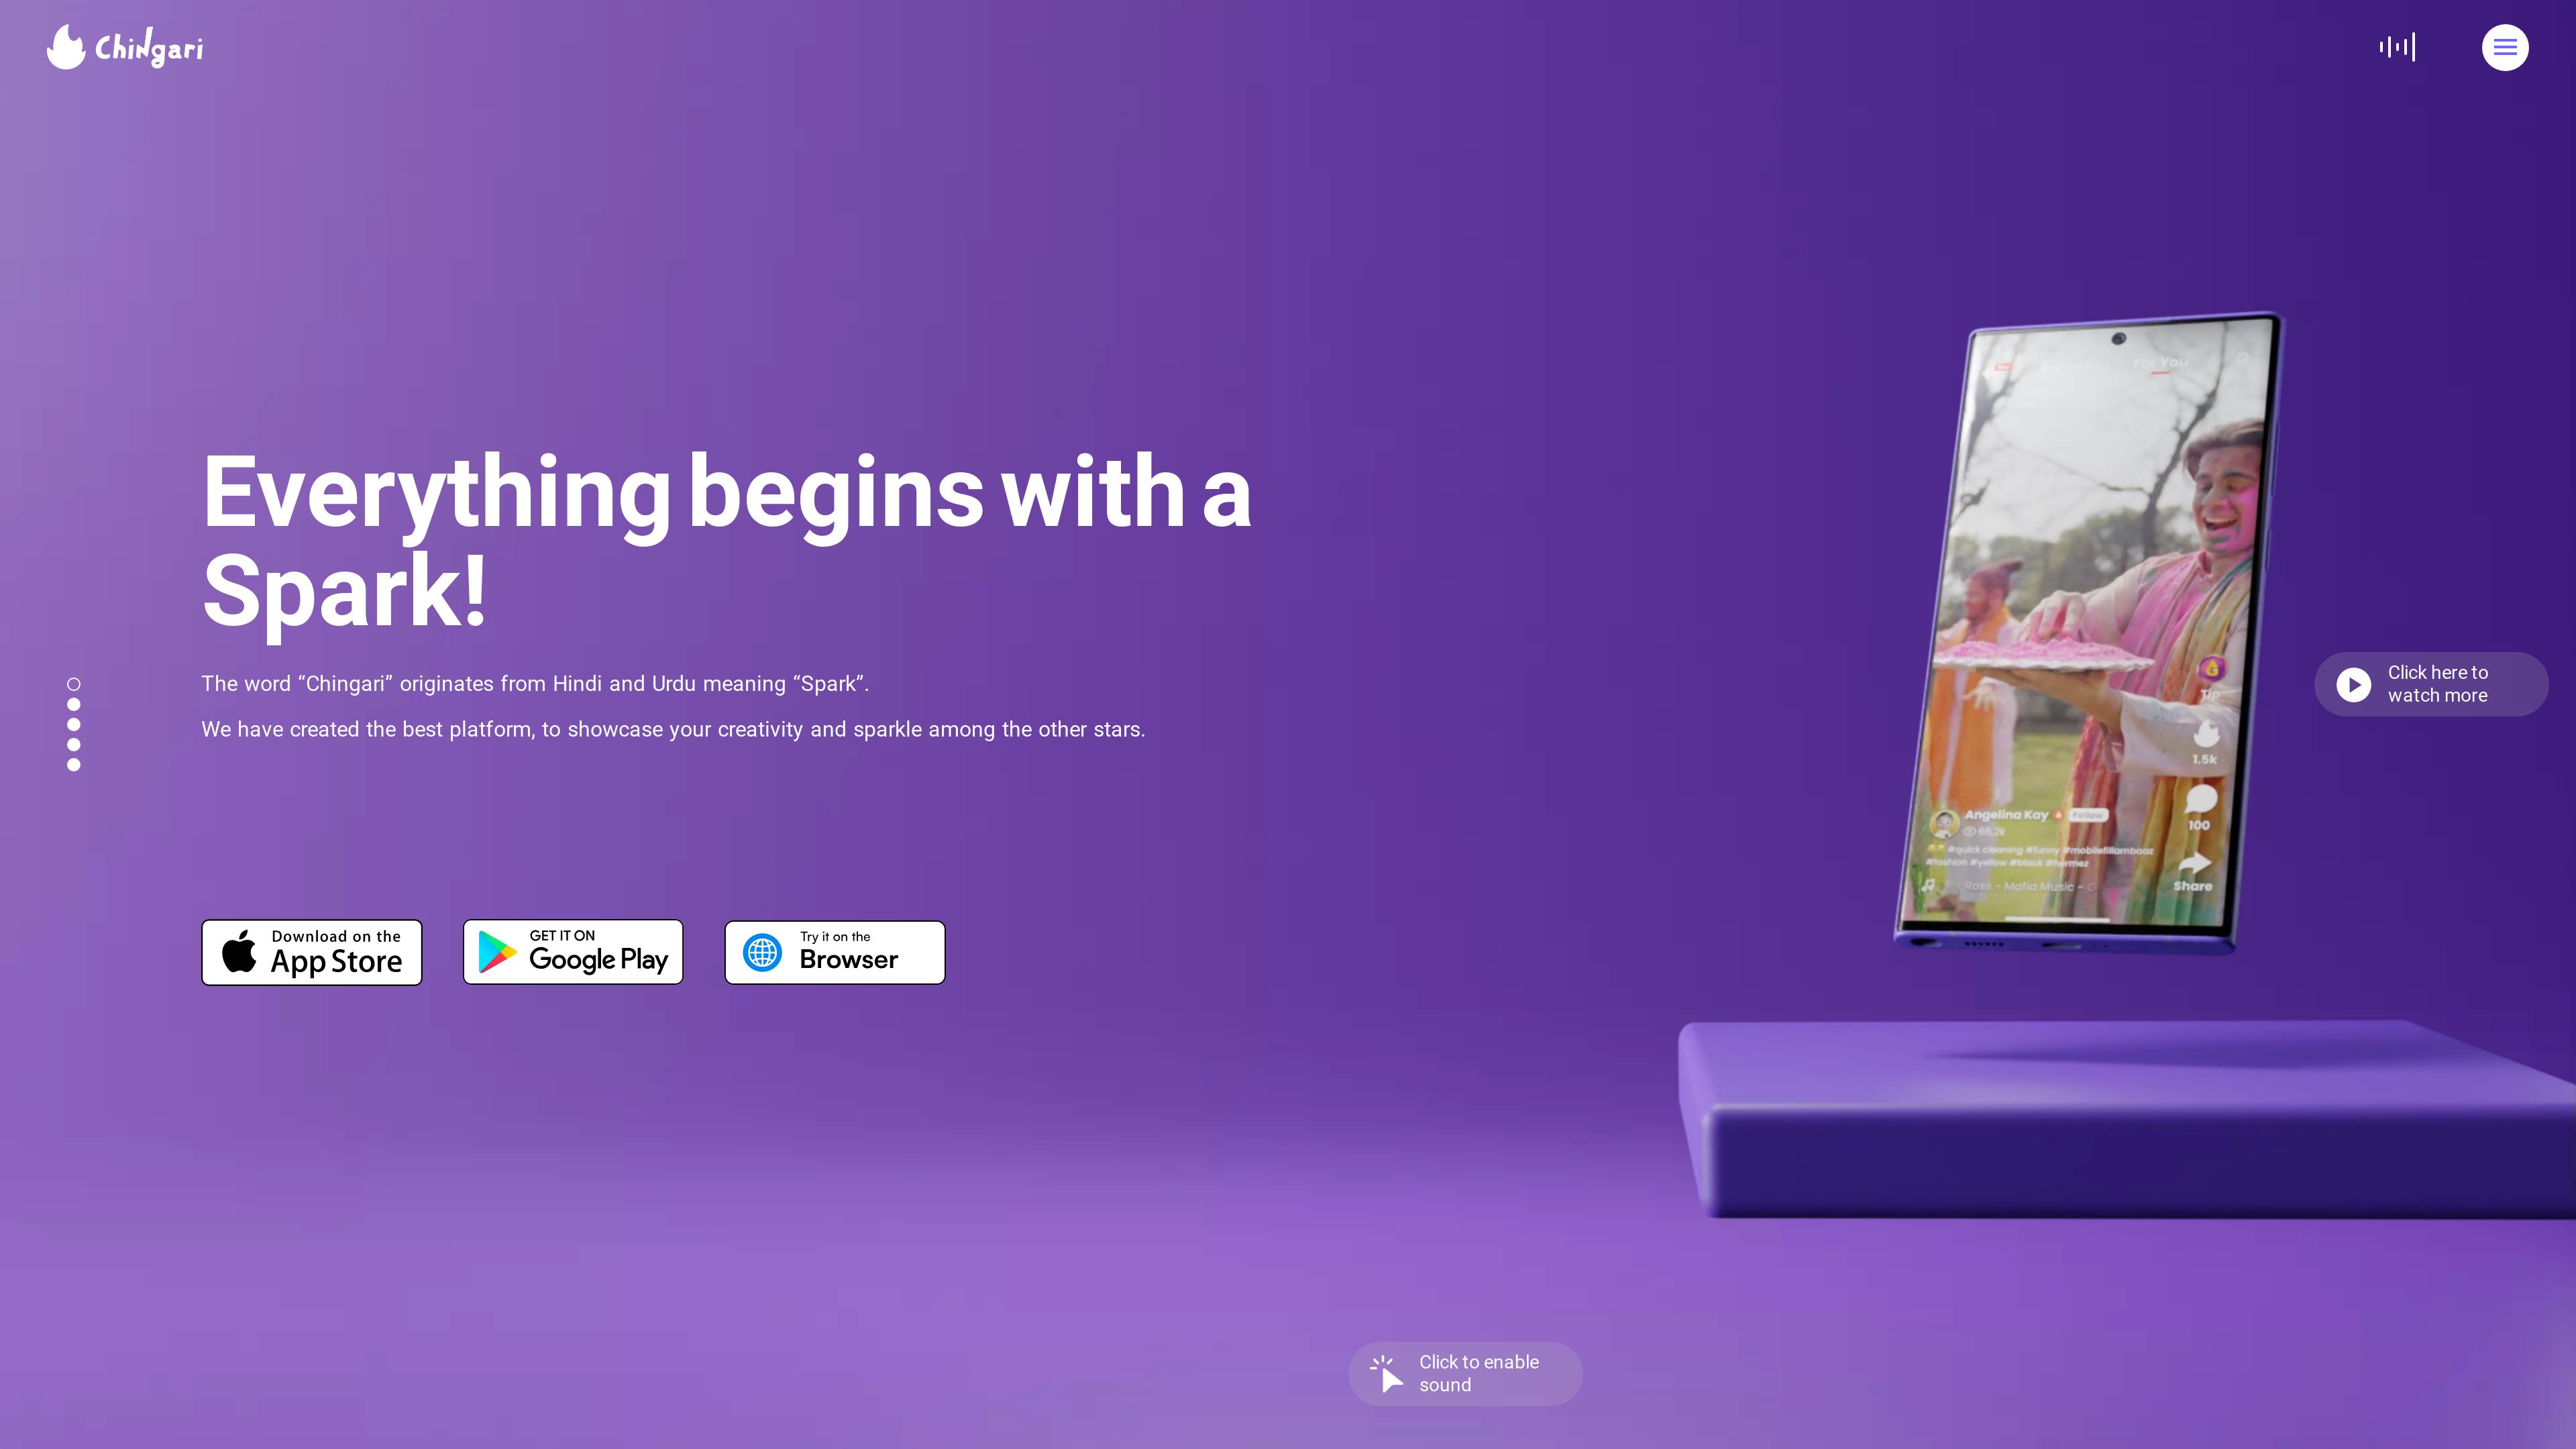 Chingari
Everything begins with a
Spark!
The word “Chingari” originates from Hindi and Urdu meaning “Spark”.
We have created the best platform, to showcase your creativity and sparkle among the other stars.
Download on the
App Store
GET IT ON
Google Play
Try it on the
Browser
For You
Tip
1.5k
100
Share
Angelina Kay
Follow
65.2k
#quick cleaning #funny #mobilefillambaaz
#fashion #yellow #black #hermez
Ross - Mafia Music -
Click here to
watch more
Click to enable
sound